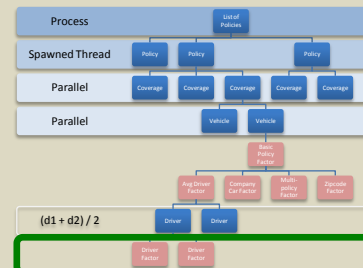 Process
List of
Policies
Spawned Thread
Policy
Policy
Policy
Parallel
Coverage
Coverage
Coverage
Coverage
Coverage
Parallel
Vehicle
Vehicle
Basic
Policy
Factor
Avg Driver
Factor
Company
Car Factor
Multi-
policy
Factor
Zipcode
Factor
(d1 + d2) / 2
Driver
Driver
Driver
Factor
Driver
Factor